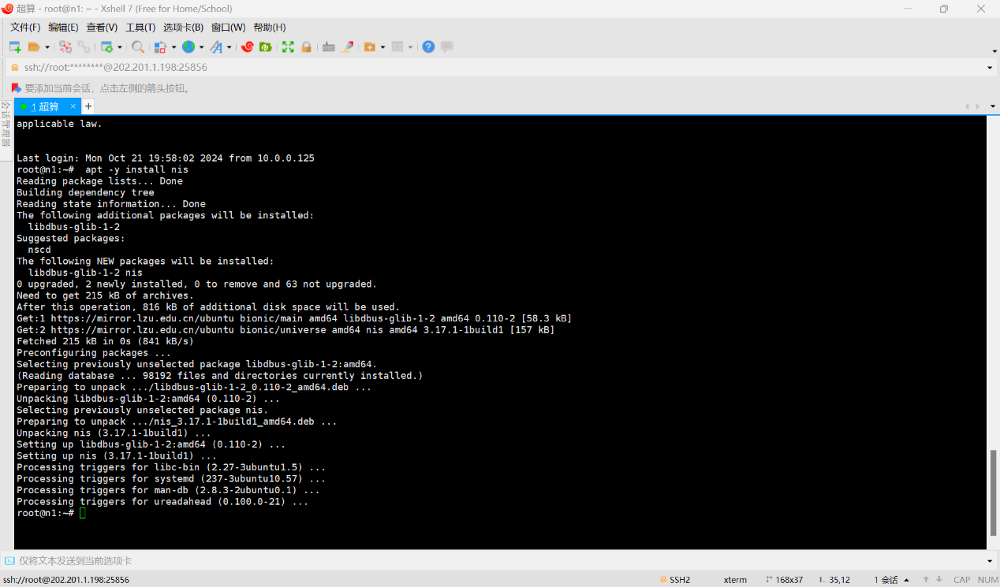 超算 - root@n1: ~ - Xshell 7 (Free for Home/School)
文件(F) 编辑(E) 查看(V) 工具(T) 选项卡(B) 窗口(W) 帮助(H)
ssh://root:********@202.201.1.198:25856
要添加当前会话，点击左侧的箭头按钮。
会话管理器
1 超算 × +
applicable law.
Last login: Mon Oct 21 19:58:02 2024 from 10.0.0.125
root@n1:~#  apt -y install nis
Reading package lists... Done
Building dependency tree
Reading state information... Done
The following additional packages will be installed:
  libdbus-glib-1-2
Suggested packages:
  nscd
The following NEW packages will be installed:
  libdbus-glib-1-2 nis
0 upgraded, 2 newly installed, 0 to remove and 63 not upgraded.
Need to get 215 kB of archives.
After this operation, 816 kB of additional disk space will be used.
Get:1 https://mirror.lzu.edu.cn/ubuntu bionic/main amd64 libdbus-glib-1-2 amd64 0.110-2 [58.3 kB]
Get:2 https://mirror.lzu.edu.cn/ubuntu bionic/universe amd64 nis amd64 3.17.1-1build1 [157 kB]
Fetched 215 kB in 0s (841 kB/s)
Preconfiguring packages ...
Selecting previously unselected package libdbus-glib-1-2:amd64.
(Reading database ... 98192 files and directories currently installed.)
Preparing to unpack .../libdbus-glib-1-2_0.110-2_amd64.deb ...
Unpacking libdbus-glib-1-2:amd64 (0.110-2) ...
Selecting previously unselected package nis.
Preparing to unpack .../nis_3.17.1-1build1_amd64.deb ...
Unpacking nis (3.17.1-1build1) ...
Setting up libdbus-glib-1-2:amd64 (0.110-2) ...
Setting up nis (3.17.1-1build1) ...
Processing triggers for libc-bin (2.27-3ubuntu1.5) ...
Processing triggers for systemd (237-3ubuntu10.57) ...
Processing triggers for man-db (2.8.3-2ubuntu0.1) ...
Processing triggers for ureadahead (0.100.0-21) ...
root@n1:~#
仅将文本发送到当前选项卡
ssh://root@202.201.1.198:25856 SSH2 xterm 168x37 35,12 1 会话 CAP NUM